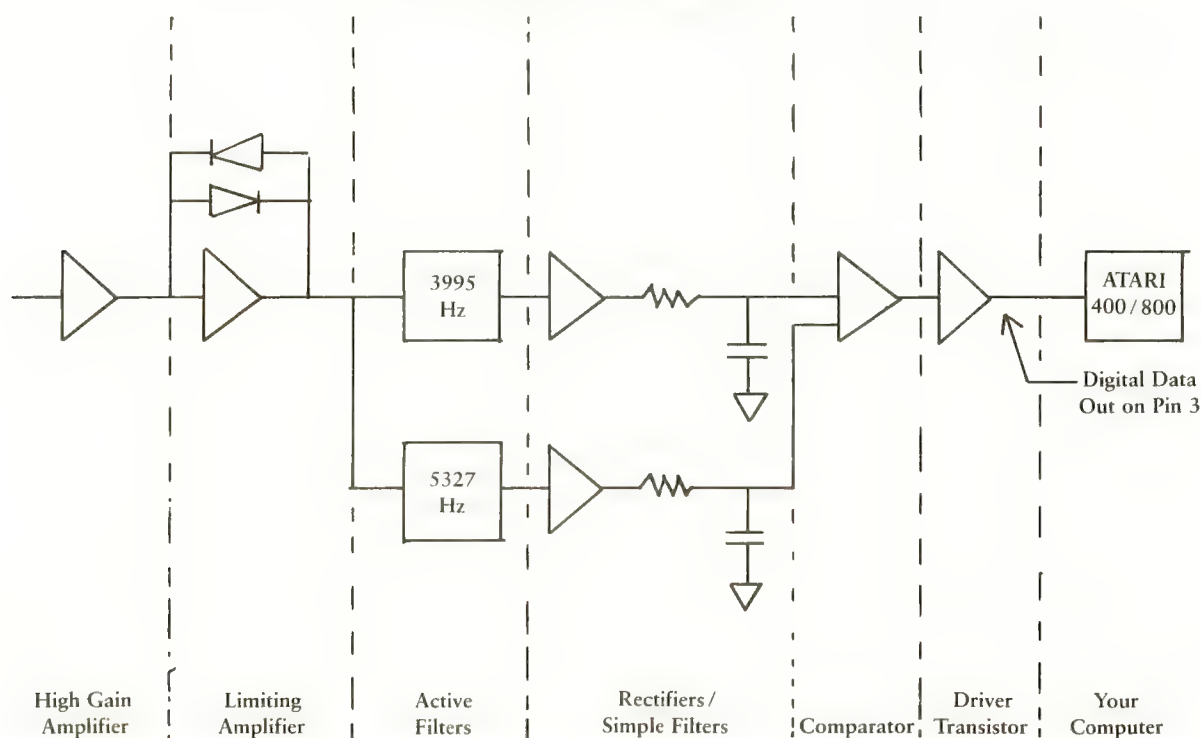 3995
Hz
ATARI
400/800
Digital Data
Out on Pin 3
5327
Hz
High Gain
Amplifier
Limiting
Amplifier
Active
Filters
Rectifiers/
Simple Filters
Comparator
Driver
Transistor
Your
Computer